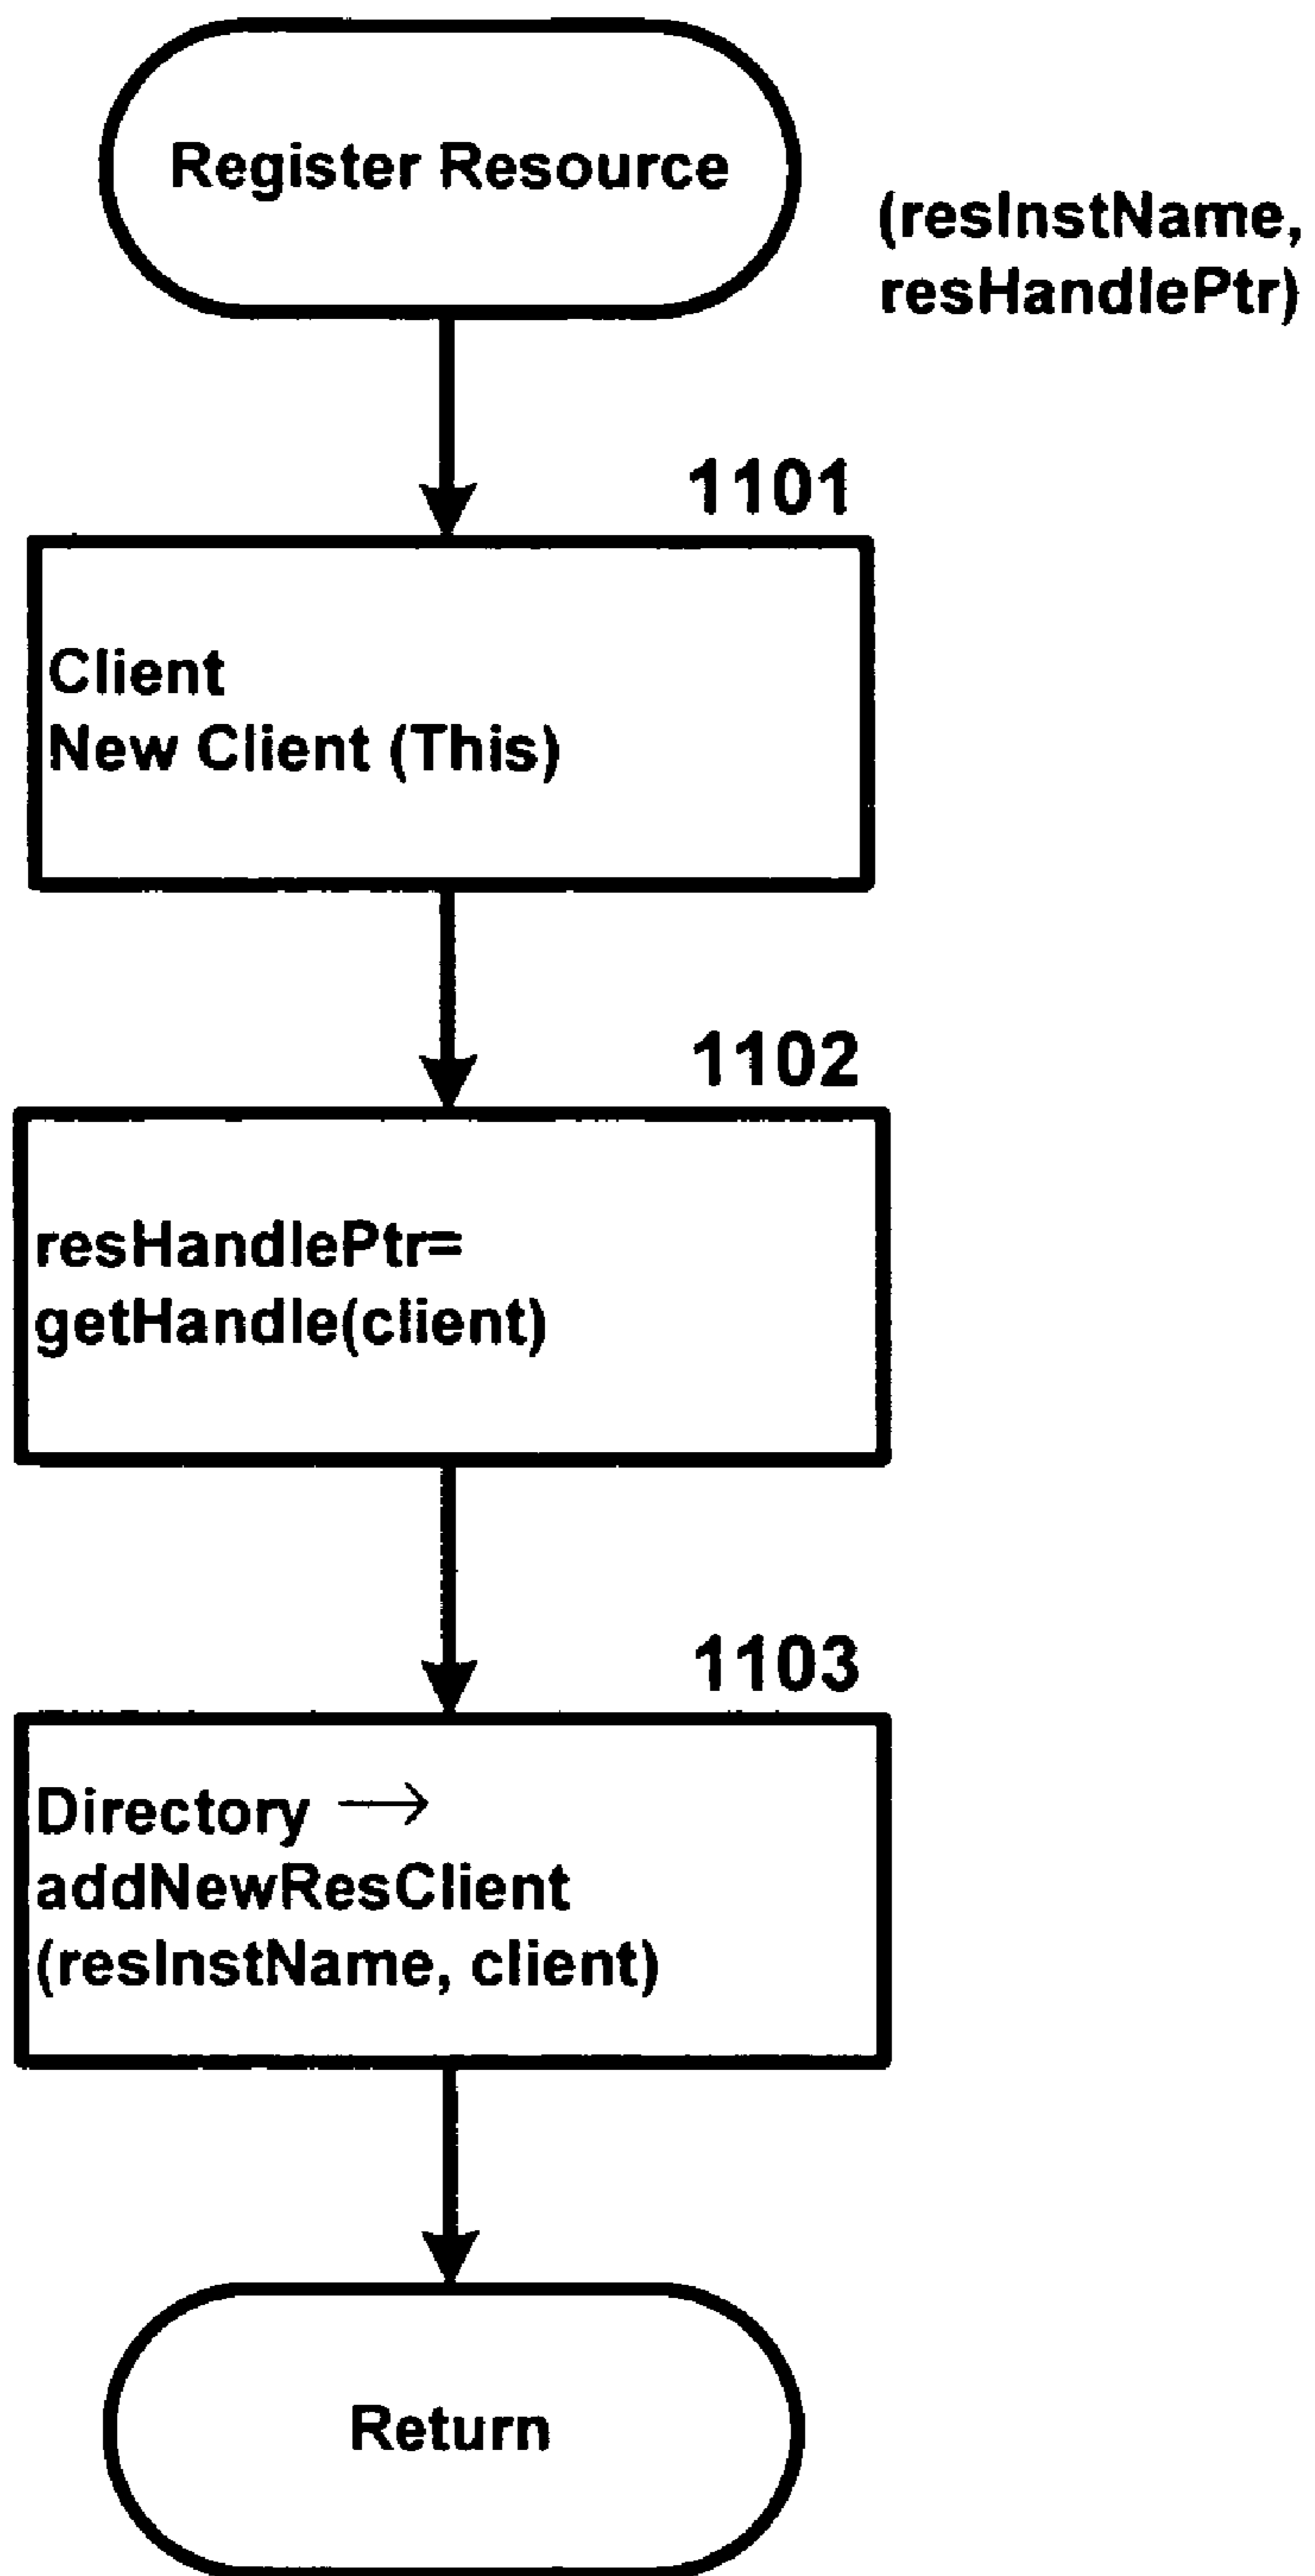 Register Resource
(resInstName,
resHandlePtr)
1101
Client
New Client (This)
1102
resHandlePtr=
getHandle(client)
1103
Directory →
addNewResClient
(resInstName, client)
Return